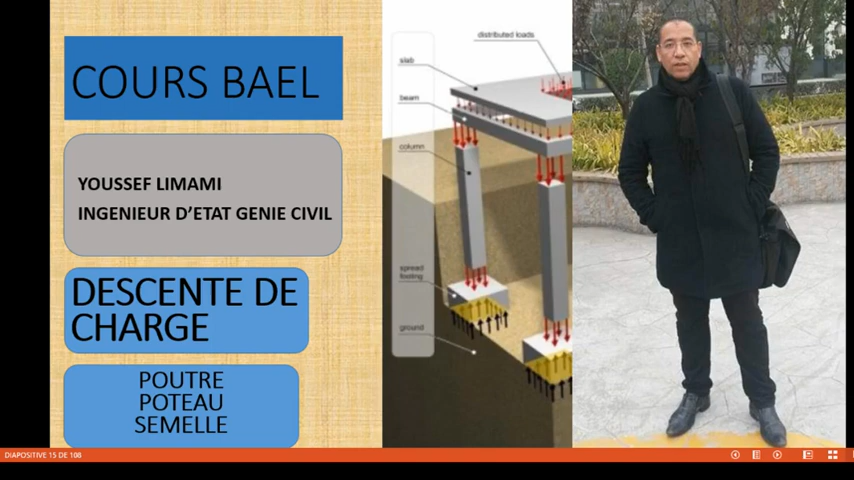 COURS BAEL
YOUSSEF LIMAMI
INGENIEUR D’ETAT GENIE CIVIL
DESCENTE DE
CHARGE
POUTRE
POTEAU
SEMELLE
distributed loads
slab
beam
column
spread
footing
ground
DIAPOSITIVE 15 DE 108